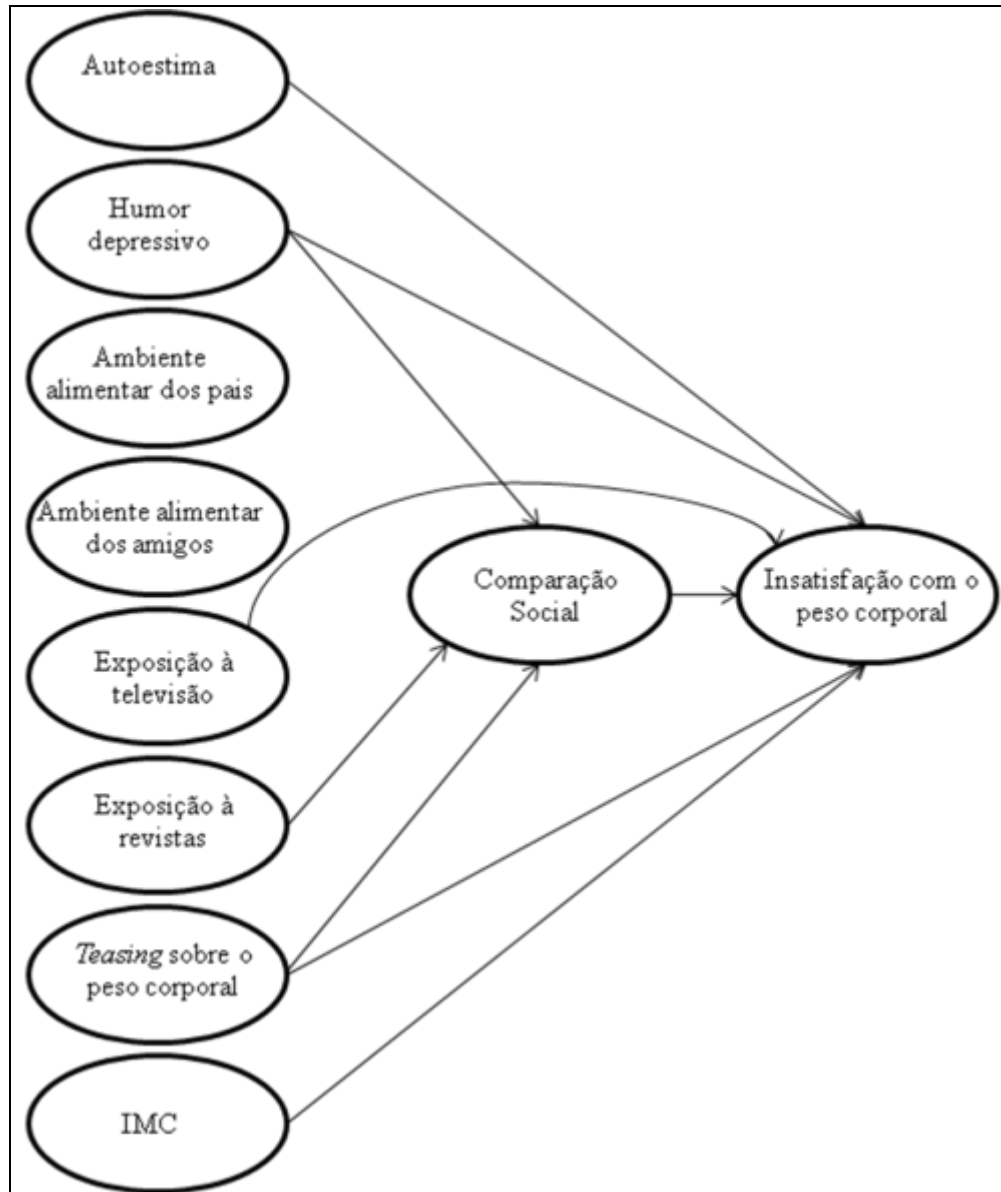 Autoestima
Humor
depressivo
Ambiente
alimentar dos pais
Ambiente alimentar
dos amigos
Exposição à
televisão
Exposição à
revistas
Teasing sobre o
peso corporal
IMC
Comparação
Social
Insatisfação com o
peso corporal